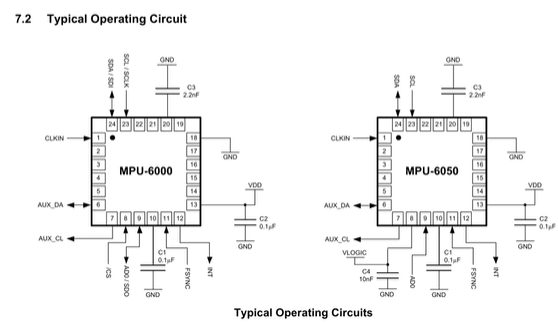 7.2 Typical Operating Circuit
SDA / SDI
SCL / SCLK
GND
C3
2.2nF
24 23 22 21 20 19
CLKIN
1
2
3
4
5
6
18
17
16
15
14
13
MPU-6000
GND
VDD
AUX_DA
C2
0.1µF
GND
7 8 9 10 11 12
AUX_CL
/CS
AD0 / SDO
C1
0.1µF
GND
FSYNC
INT
SDA
SCL
GND
C3
2.2nF
24 23 22 21 20 19
CLKIN
1
2
3
4
5
6
18
17
16
15
14
13
MPU-6050
GND
VDD
AUX_DA
C2
0.1µF
GND
7 8 9 10 11 12
AUX_CL
VLOGIC
C4
10nF
GND
AD0
C1
0.1µF
GND
FSYNC
INT
Typical Operating Circuits